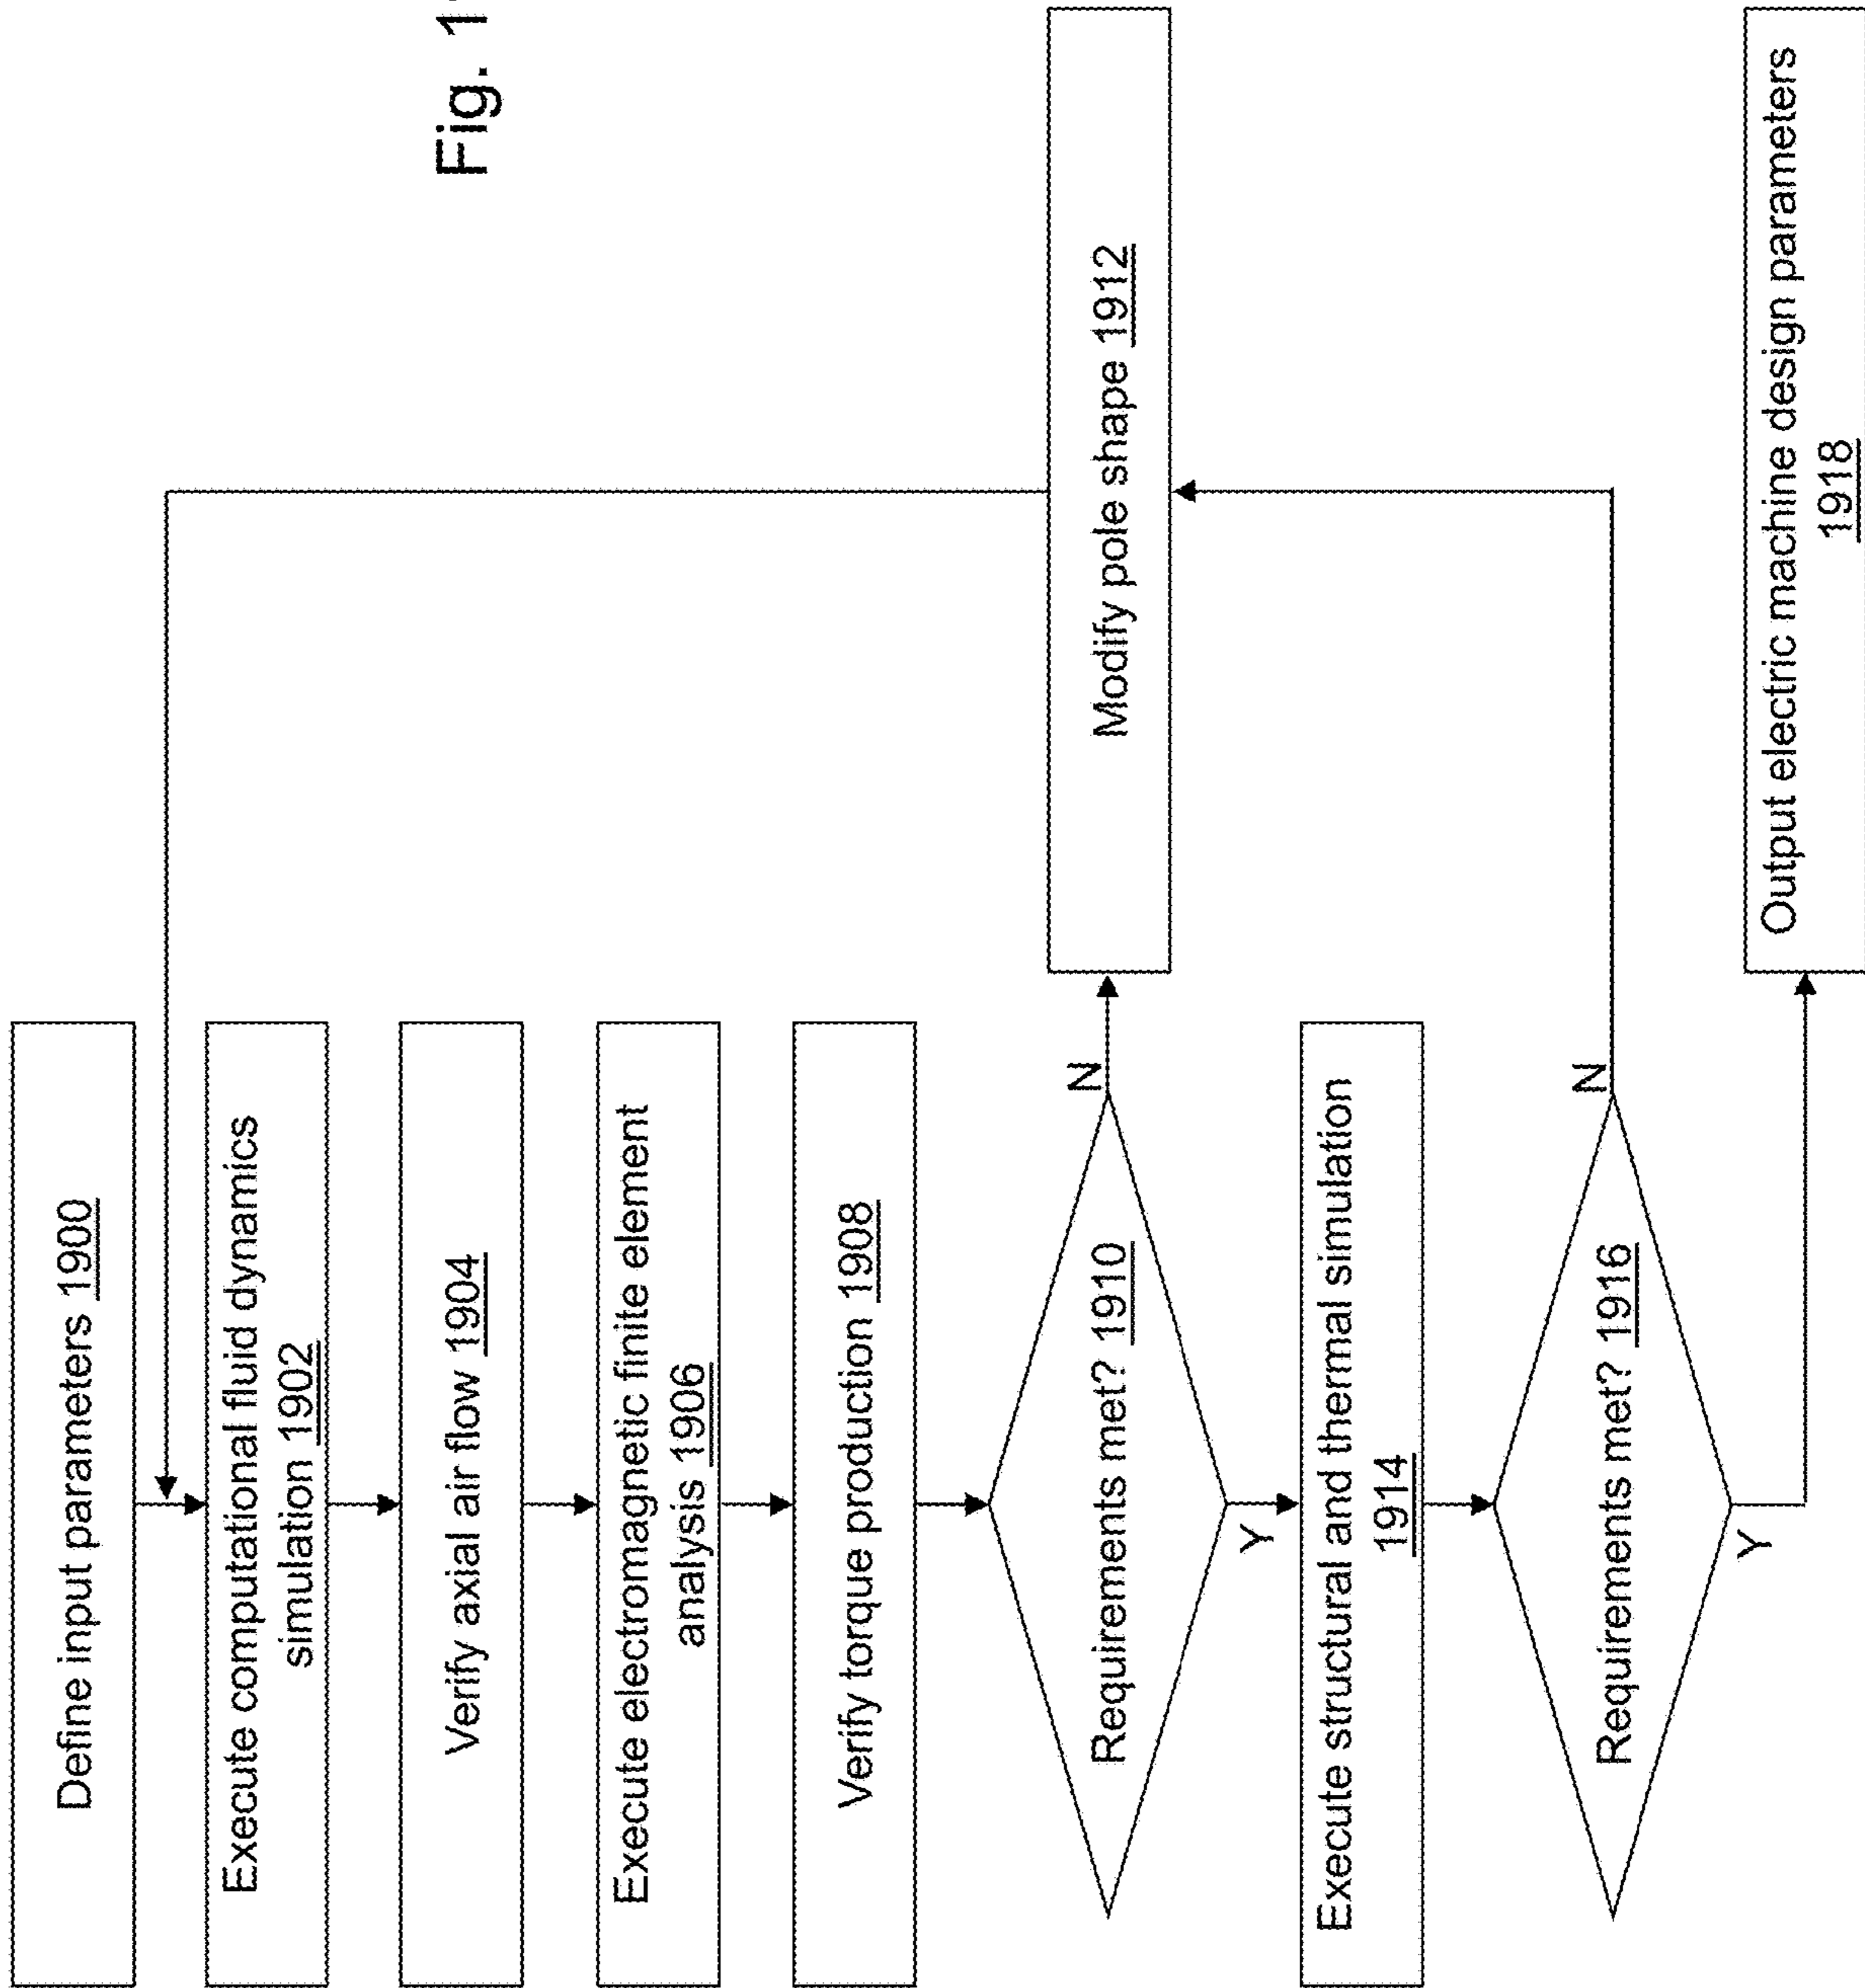 Define input parameters 1900
Execute computational fluid dynamics
simulation 1902
Verify axial air flow 1904
Execute electromagnetic finite element
analysis 1906
Verify torque production 1908
Requirements met? 1910
N
Y
Modify pole shape 1912
Execute structural and thermal simulation
1914
Requirements met? 1916
N
Y
Output electric machine design parameters
1918
Fig. 1